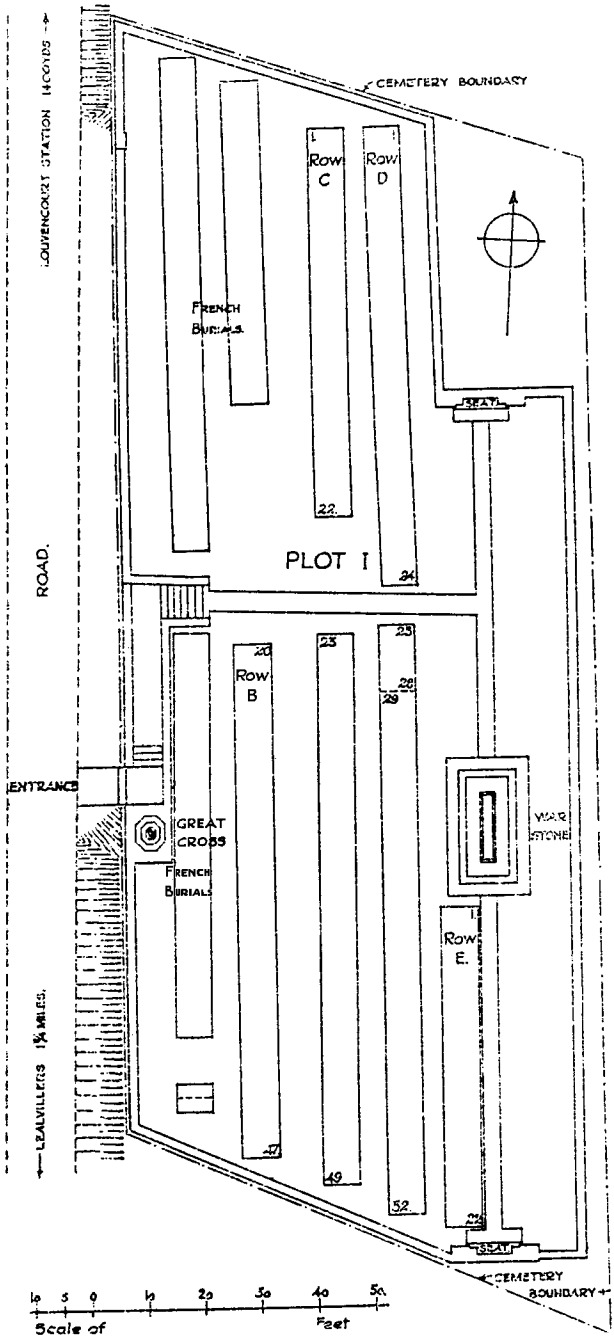 CEMETERY BOUNDARY
LOUVENCOURT STATION 1400YDS
1.
Row
C
1.
Row
D
FRENCH
BURIALS.
SEAT
22.
24
PLOT I
ROAD.
20
Row
B
23
25
28
29
ENTRANCE
GREAT
CROSS
FRENCH
BURIALS
WAR
STONE
1.
Row
E.
LEALVILLERS 1¾ MILES.
47
49
52.
SEAT
CEMETERY
BOUNDARY
10 5 0 10 20 30 40 50
Scale of Feet